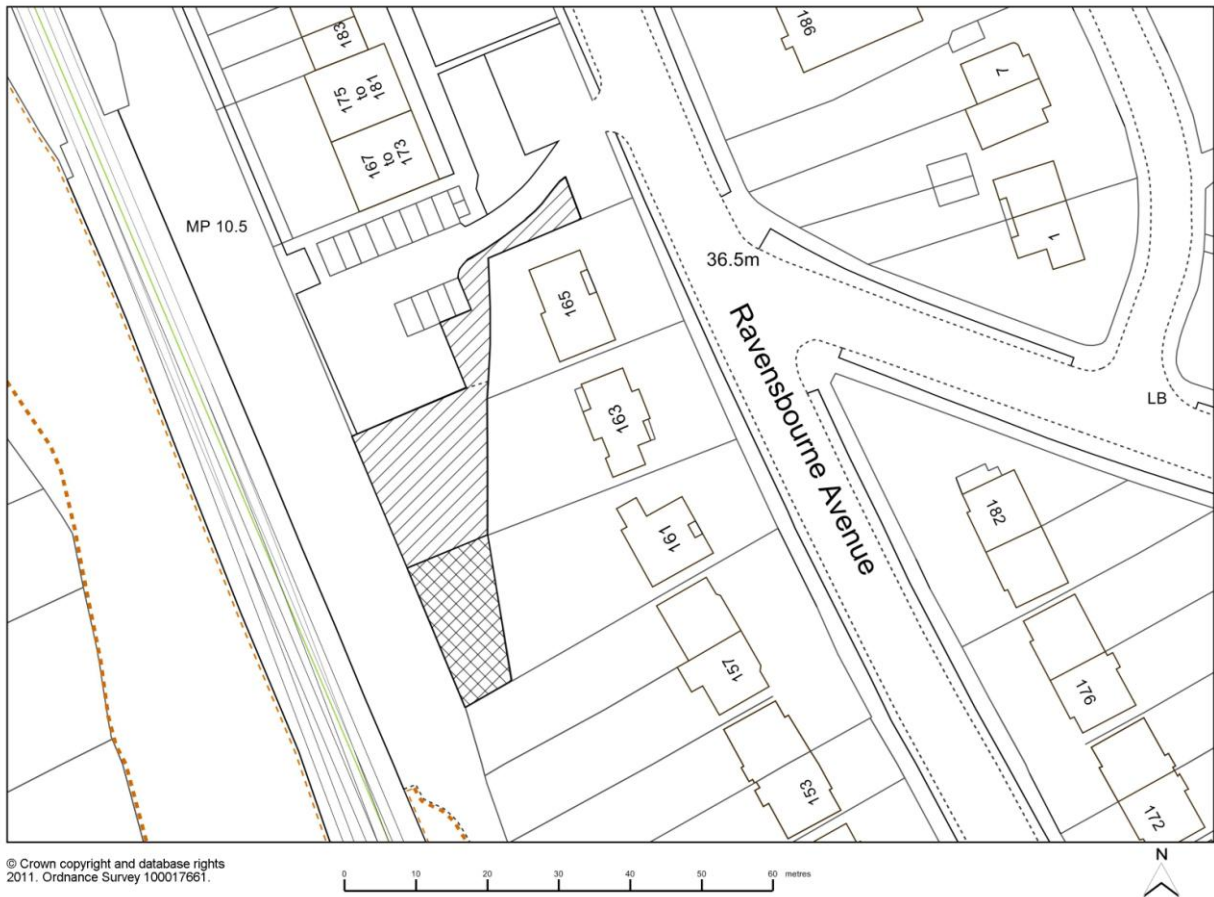 183
175
to
181
167
to
173
186
7
1
MP 10.5
36.5m
165
Ravensbourne Avenue
163
LB
182
161
157
176
153
172
© Crown copyright and database rights
2011. Ordnance Survey 100017661.
0 10 20 30 40 50 60 metres
N